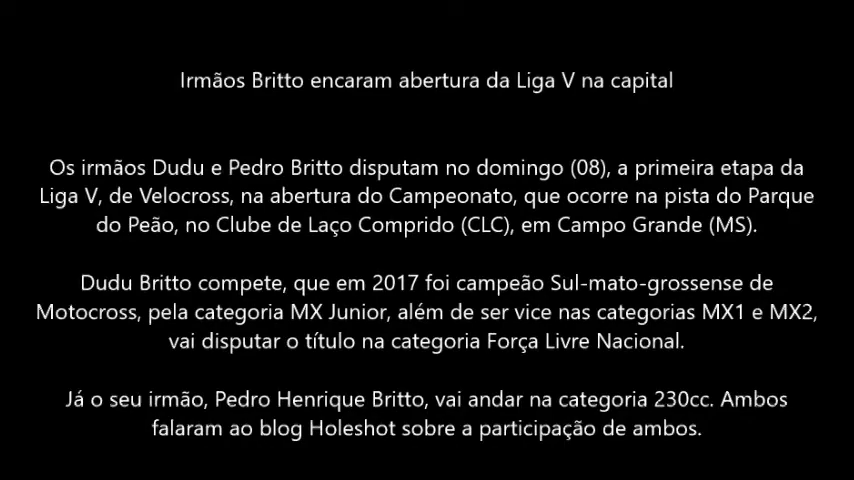 Irmãos Britto encaram abertura da Liga V na capital
Os irmãos Dudu e Pedro Britto disputam no domingo (08), a primeira etapa da
Liga V, de Velocross, na abertura do Campeonato, que ocorre na pista do Parque
do Peão, no Clube de Laço Comprido (CLC), em Campo Grande (MS).
Dudu Britto compete, que em 2017 foi campeão Sul-mato-grossense de
Motocross, pela categoria MX Junior, além de ser vice nas categorias MX1 e MX2,
vai disputar o título na categoria Força Livre Nacional.
Já o seu irmão, Pedro Henrique Britto, vai andar na categoria 230cc. Ambos
falaram ao blog Holeshot sobre a participação de ambos.